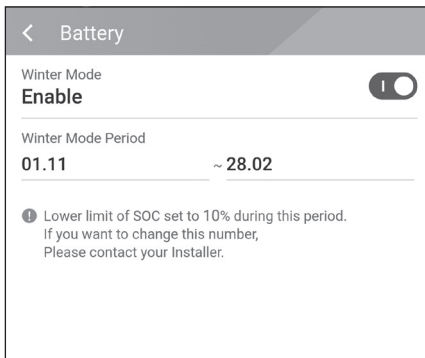 Battery
Winter Mode
Enable
Winter Mode Period
01.11 ~ 28.02
Lower limit of SOC set to 10% during this period.
If you want to change this number,
Please contact your Installer.